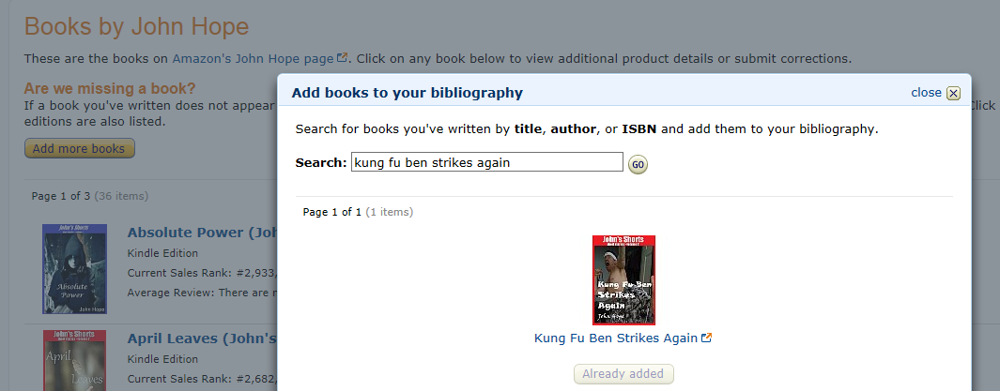 Books by John Hope
These are the books on Amazon's John Hope page. Click on any book below to view additional product details or submit corrections.
Are we missing a book?
If a book you've written does not appear
Click
editions are also listed.
Add more books
Page 1 of 3 (36 items)
John's Shorts
Absolute
Power
John Hope
Absolute Power (Joh
Kindle Edition
Current Sales Rank: #2,933,
Average Review: There are n
John's Shorts
April
Leaves
April Leaves (John's
Kindle Edition
Current Sales Rank: #2,682,
Add books to your bibliography
close
Search for books you've written by title, author, or ISBN and add them to your bibliography.
Search: kung fu ben strikes again
GO
Page 1 of 1 (1 items)
John's Shorts
Kung Fu Ben
Strikes
Again
John Hope
Kung Fu Ben Strikes Again
Already added